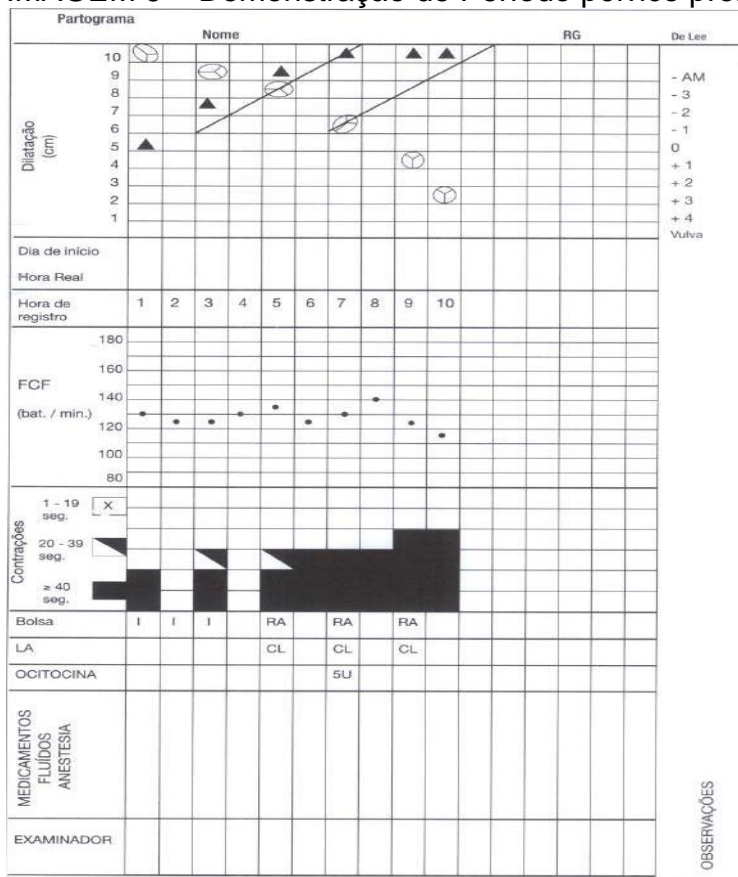 Partograma
Nome RG De Lee
Dilatação
(cm)
10
9
8
7
6
5
4
3
2
1
- AM
- 3
- 2
- 1
0
+ 1
+ 2
+ 3
+ 4
Vulva
Dia de início
Hora Real
Hora de
registro
1 2 3 4 5 6 7 8 9 10
FCF
(bat. / min.)
180
160
140
120
100
80
Contrações
1 - 19
seg.
X
20 - 39
seg.
≥ 40
seg.
Bolsa I I I RA RA RA
LA CL CL CL
OCITOCINA 5U
MEDICAMENTOS
FLUÍDOS
ANESTESIA
EXAMINADOR
OBSERVAÇÕES